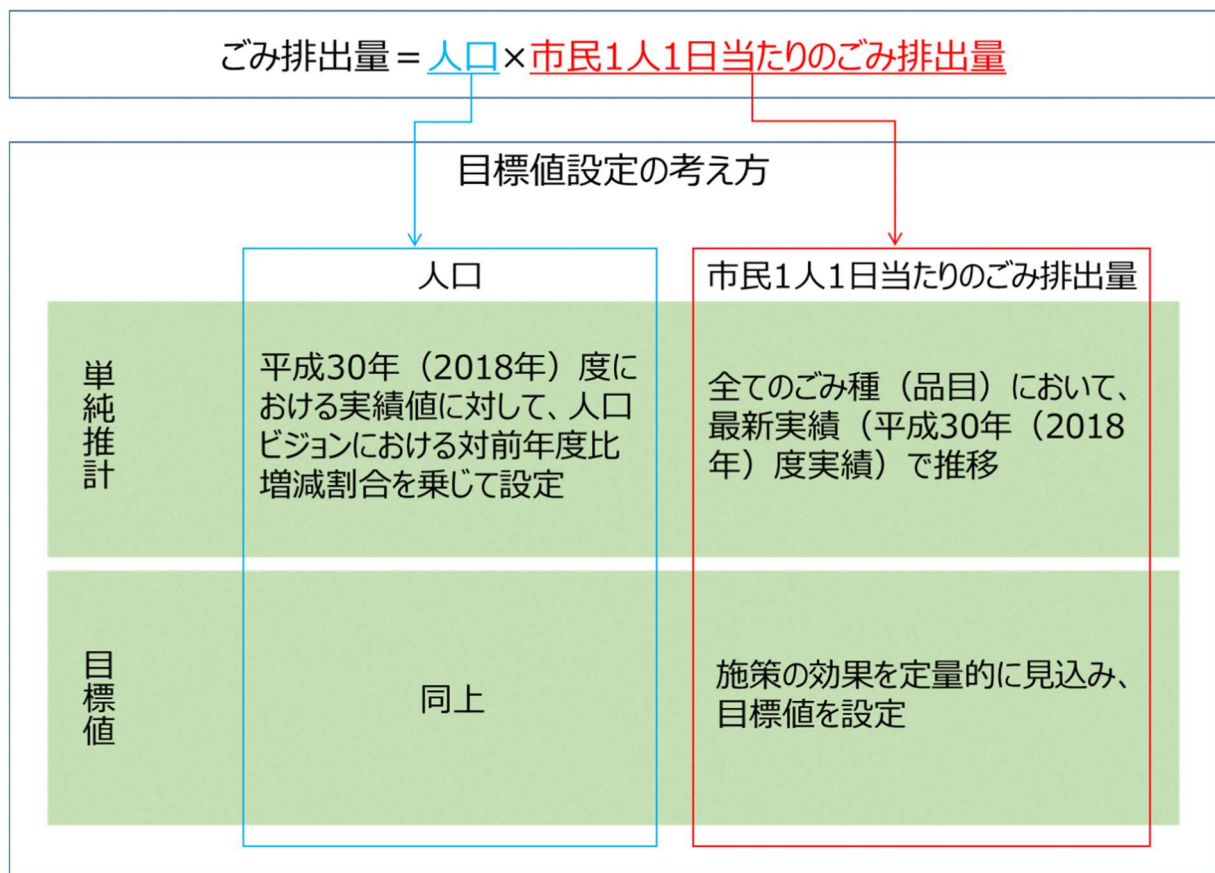 ごみ排出量＝人口×市民1人1日当たりのごみ排出量
目標値設定の考え方
人口
市民1人1日当たりのごみ排出量
単純推計
平成30年（2018年）度に
おける実績値に対して、人口
ビジョンにおける対前年度比
増減割合を乗じて設定
全てのごみ種（品目）において、
最新実績（平成30年（2018
年）度実績）で推移
目標値
同上
施策の効果を定量的に見込み、
目標値を設定